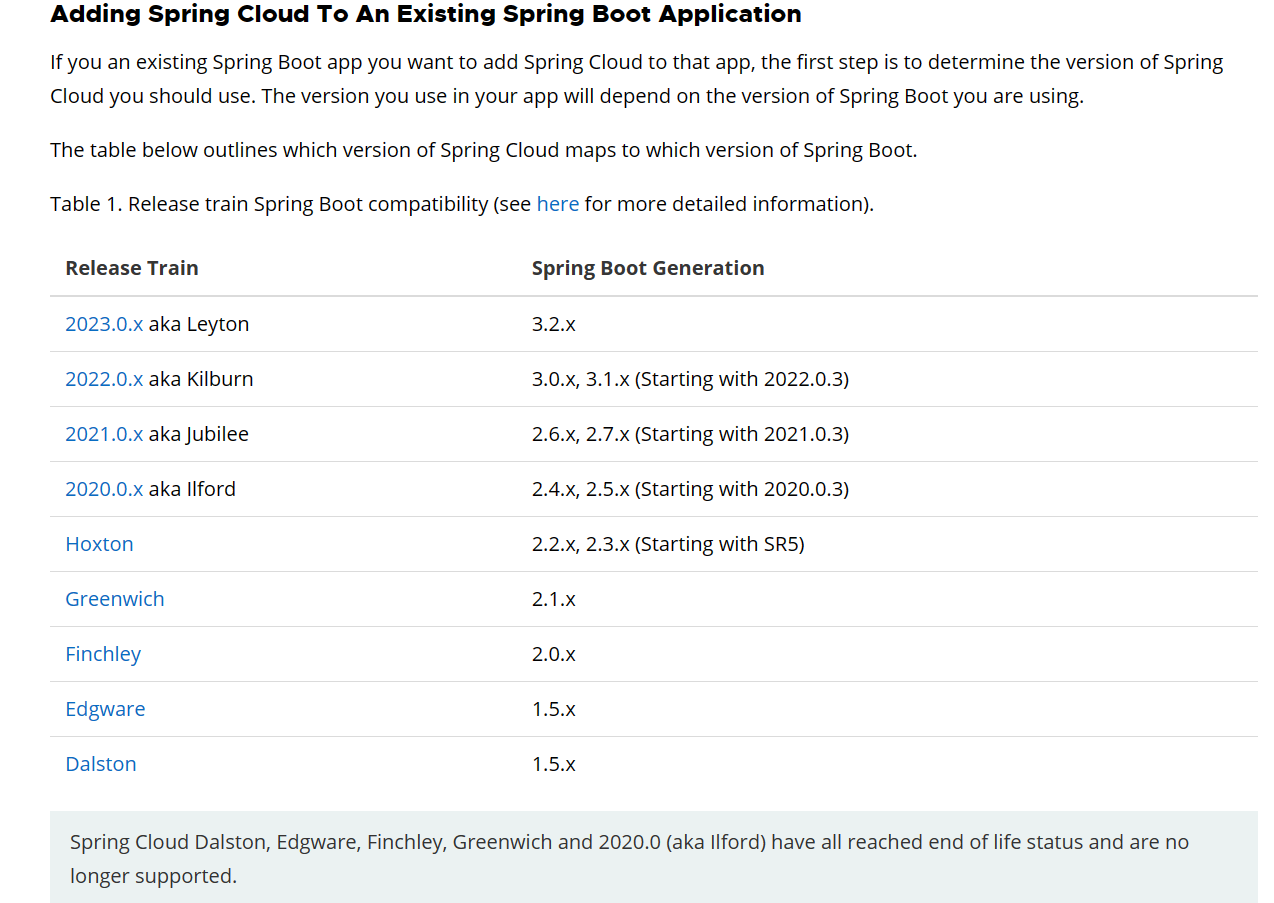 Adding Spring Cloud To An Existing Spring Boot Application
If you an existing Spring Boot app you want to add Spring Cloud to that app, the first step is to determine the version of Spring
Cloud you should use. The version you use in your app will depend on the version of Spring Boot you are using.
The table below outlines which version of Spring Cloud maps to which version of Spring Boot.
Table 1. Release train Spring Boot compatibility (see here for more detailed information).
Release Train Spring Boot Generation
2023.0.x aka Leyton 3.2.x
2022.0.x aka Kilburn 3.0.x, 3.1.x (Starting with 2022.0.3)
2021.0.x aka Jubilee 2.6.x, 2.7.x (Starting with 2021.0.3)
2020.0.x aka Ilford 2.4.x, 2.5.x (Starting with 2020.0.3)
Hoxton 2.2.x, 2.3.x (Starting with SR5)
Greenwich 2.1.x
Finchley 2.0.x
Edgware 1.5.x
Dalston 1.5.x
Spring Cloud Dalston, Edgware, Finchley, Greenwich and 2020.0 (aka Ilford) have all reached end of life status and are no
longer supported.